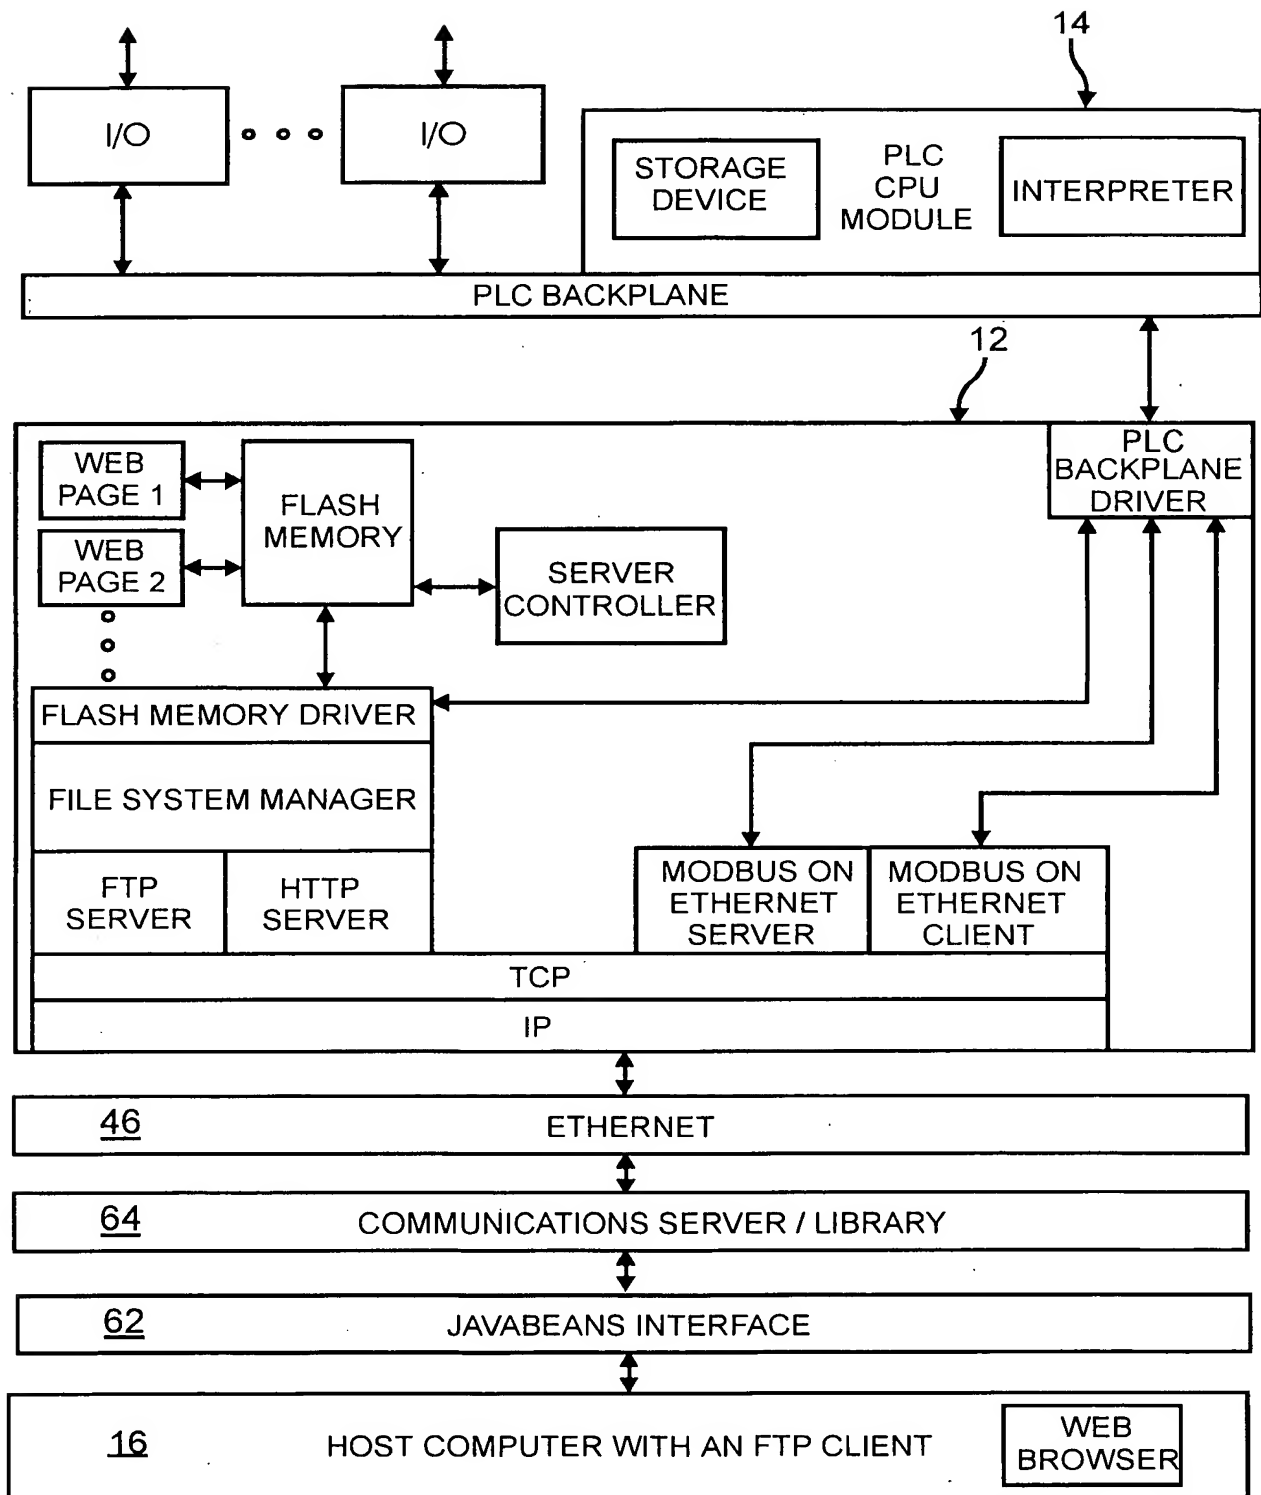 14
I/O
I/O
STORAGE
DEVICE
PLC
CPU
MODULE
INTERPRETER
PLC BACKPLANE
12
WEB
PAGE 1
FLASH
MEMORY
PLC
BACKPLANE
DRIVER
WEB
PAGE 2
SERVER
CONTROLLER
FLASH MEMORY DRIVER
FILE SYSTEM MANAGER
FTP
SERVER
HTTP
SERVER
MODBUS ON
ETHERNET
SERVER
MODBUS ON
ETHERNET
CLIENT
TCP
IP
46 ETHERNET
64 COMMUNICATIONS SERVER / LIBRARY
62 JAVABEANS INTERFACE
16 HOST COMPUTER WITH AN FTP CLIENT
WEB
BROWSER